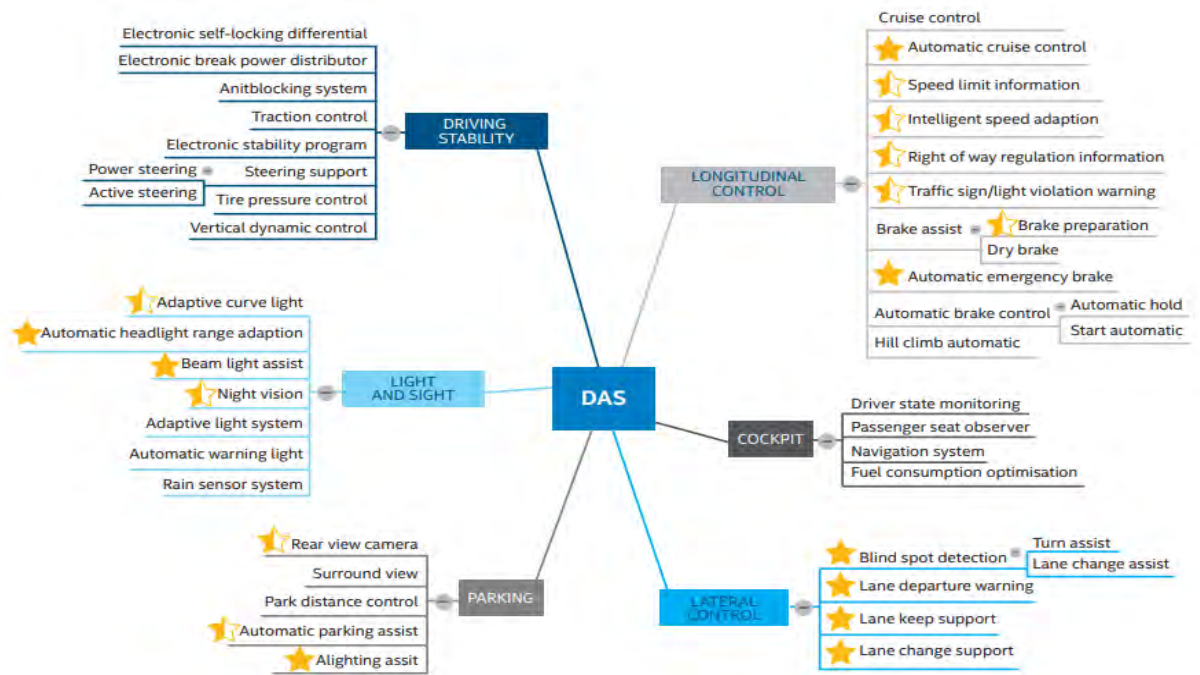 Electronic self-locking differential
Electronic break power distributor
Anitblocking system
Traction control
Electronic stability program
Power steering
Steering support
Active steering
Tire pressure control
Vertical dynamic control
DRIVING
STABILITY
Cruise control
Automatic cruise control
Speed limit information
Intelligent speed adaption
Right of way regulation information
Traffic sign/light violation warning
Brake assist
Brake preparation
Dry brake
Automatic emergency brake
Automatic brake control
Automatic hold
Start automatic
Hill climb automatic
LONGITUDINAL
CONTROL
Adaptive curve light
Automatic headlight range adaption
Beam light assist
Night vision
Adaptive light system
Automatic warning light
Rain sensor system
LIGHT
AND SIGHT
DAS
COCKPIT
Driver state monitoring
Passenger seat observer
Navigation system
Fuel consumption optimisation
Rear view camera
Surround view
Park distance control
Automatic parking assist
Alighting assit
PARKING
LATERAL
CONTROL
Blind spot detection
Turn assist
Lane change assist
Lane departure warning
Lane keep support
Lane change support